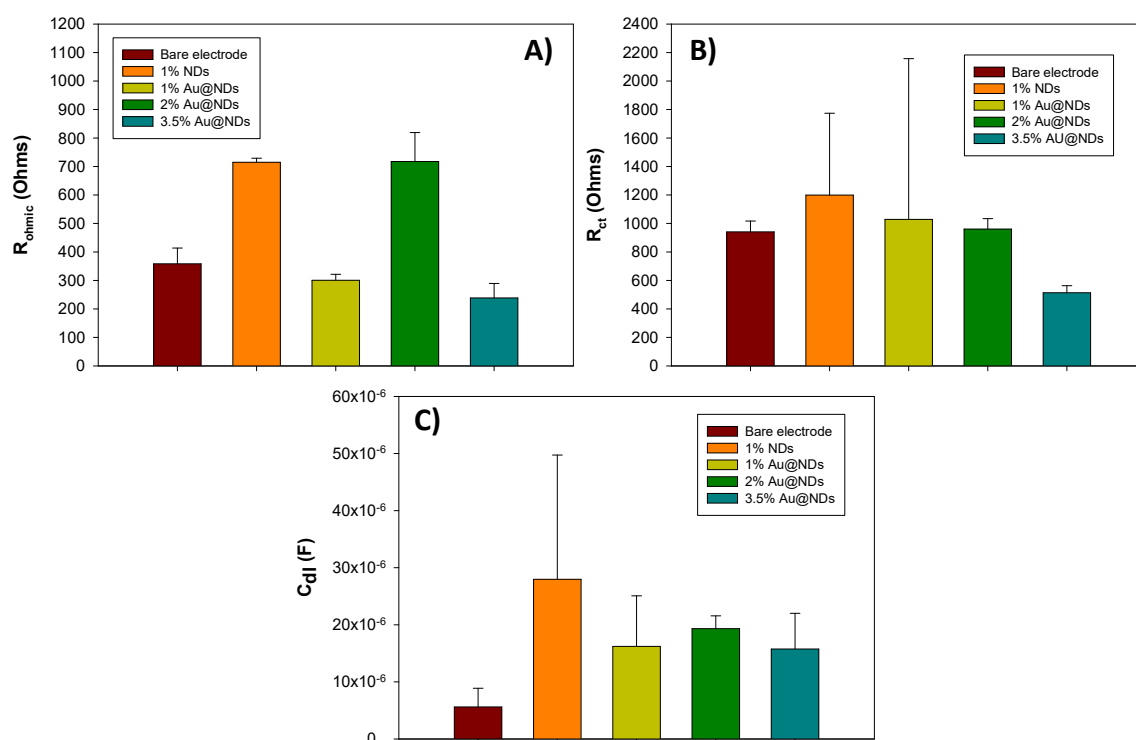 A)
1200
1100
1000
900
800
700
600
500
400
300
200
100
0
R_ohmic (Ohms)
Bare electrode
1% NDs
1% Au@NDs
2% Au@NDs
3.5% Au@NDs
B)
2400
2200
2000
1800
1600
1400
1200
1000
800
600
400
200
0
R_ct (Ohms)
Bare electrode
1% NDs
1% Au@NDs
2% Au@NDs
3.5% AU@NDs
C)
60x10⁻⁶
50x10⁻⁶
40x10⁻⁶
30x10⁻⁶
20x10⁻⁶
10x10⁻⁶
0
C_dl (F)
Bare electrode
1% NDs
1% Au@NDs
2% Au@NDs
3.5% Au@NDs